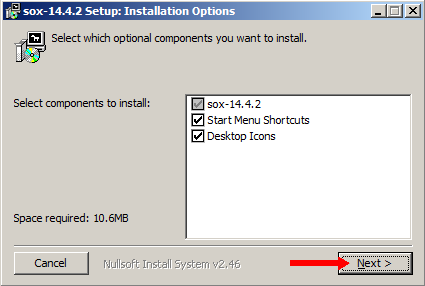 sox-14.4.2 Setup: Installation Options
Select which optional components you want to install.
Select components to install:
sox-14.4.2
Start Menu Shortcuts
Desktop Icons
Space required: 10.6MB
Cancel
Nullsoft Install System v2.46
Next >